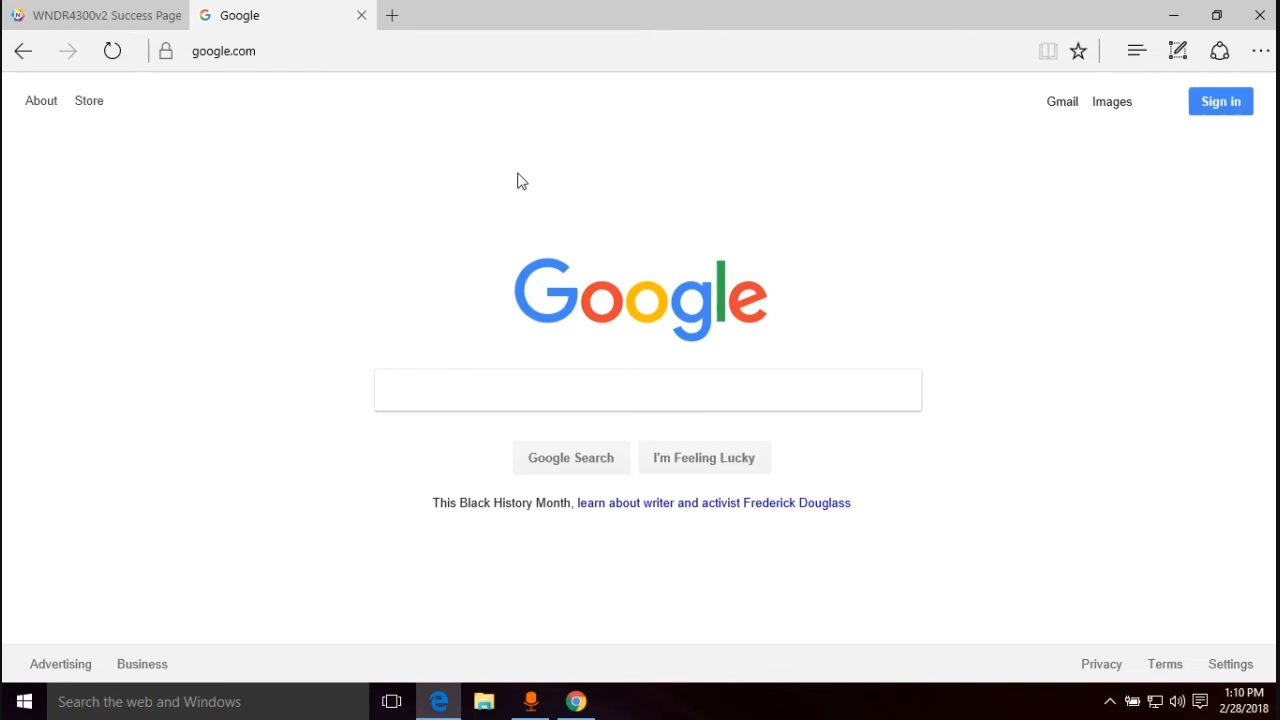 WNDR4300v2 Success Page
Google
google.com
About Store
Gmail Images Sign in
Google
Google Search I'm Feeling Lucky
This Black History Month, learn about writer and activist Frederick Douglass
Advertising Business
Privacy Terms Settings
Search the web and Windows
1:10 PM
2/28/2018